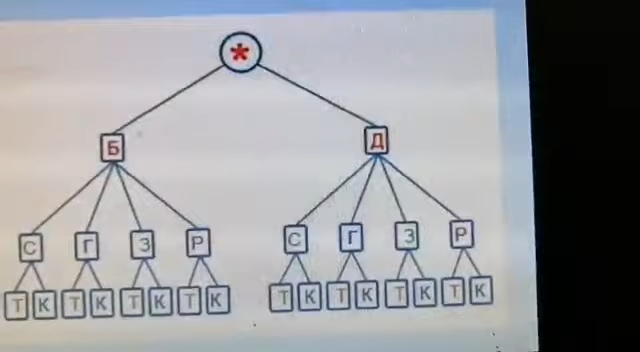 *
Б Д
С Г З Р С Г З Р
Т К Т К Т К Т К Т К Т К Т К Т К